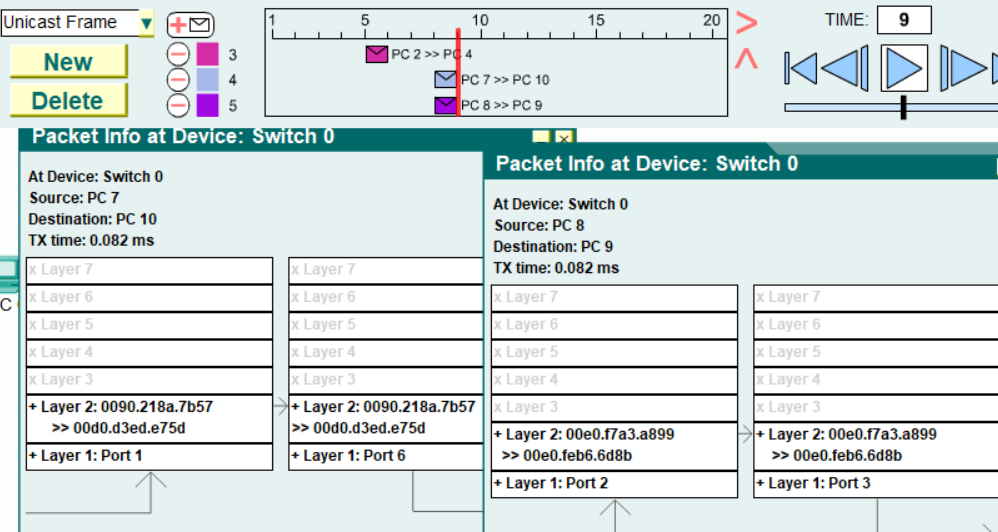 Unicast Frame
New
Delete
3
4
5
1 5 10 15 20
PC 2 >> PC 4
PC 7 >> PC 10
PC 8 >> PC 9
TIME: 9
Packet Info at Device: Switch 0
At Device: Switch 0
Source: PC 7
Destination: PC 10
TX time: 0.082 ms
x Layer 7
x Layer 6
x Layer 5
x Layer 4
x Layer 3
+ Layer 2: 0090.218a.7b57
>> 00d0.d3ed.e75d
+ Layer 1: Port 1
x Layer 7
x Layer 6
x Layer 5
x Layer 4
x Layer 3
+ Layer 2: 0090.218a.7b57
>> 00d0.d3ed.e75d
+ Layer 1: Port 6
Packet Info at Device: Switch 0
At Device: Switch 0
Source: PC 8
Destination: PC 9
TX time: 0.082 ms
x Layer 7
x Layer 6
x Layer 5
x Layer 4
x Layer 3
+ Layer 2: 00e0.f7a3.a899
>> 00e0.feb6.6d8b
+ Layer 1: Port 2
x Layer 7
x Layer 6
x Layer 5
x Layer 4
x Layer 3
+ Layer 2: 00e0.f7a3.a899
>> 00e0.feb6.6d8b
+ Layer 1: Port 3